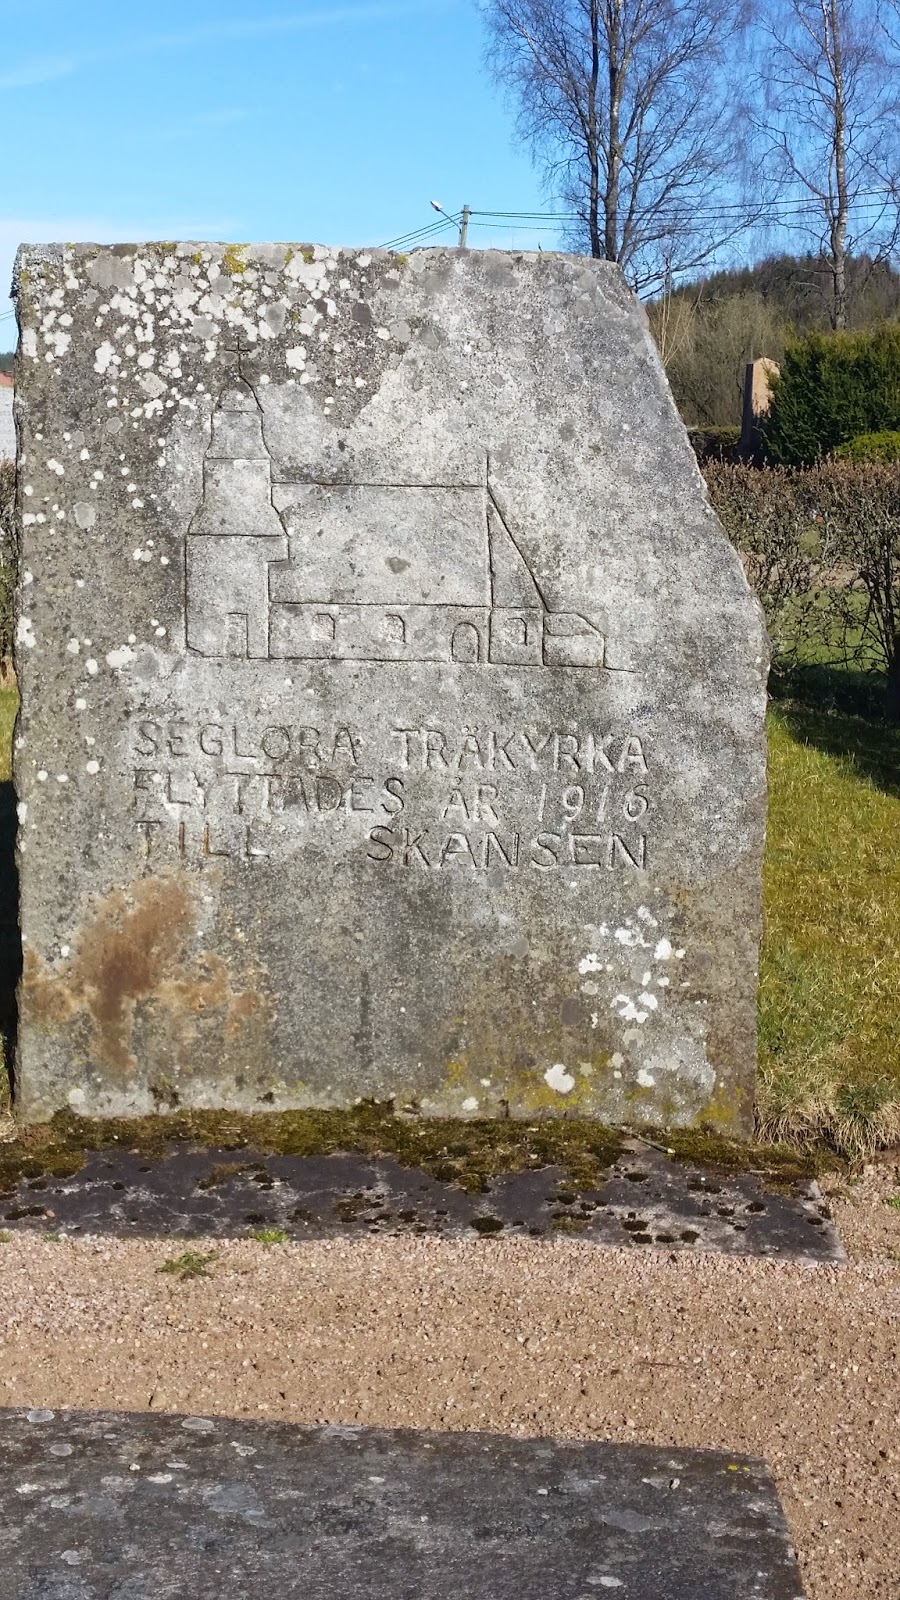 SEGLORA TRÄKYRKA
FLYTTADES ÅR 1916
TILL SKANSEN